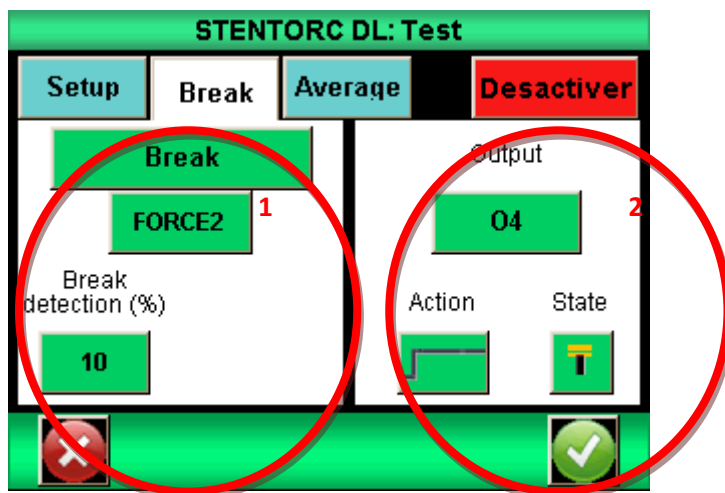 STENTORC DL: Test
Setup
Break
Average
Desactiver
Break
FORCE2
1
Break
detection (%)
10
Output
O4
2
Action
State